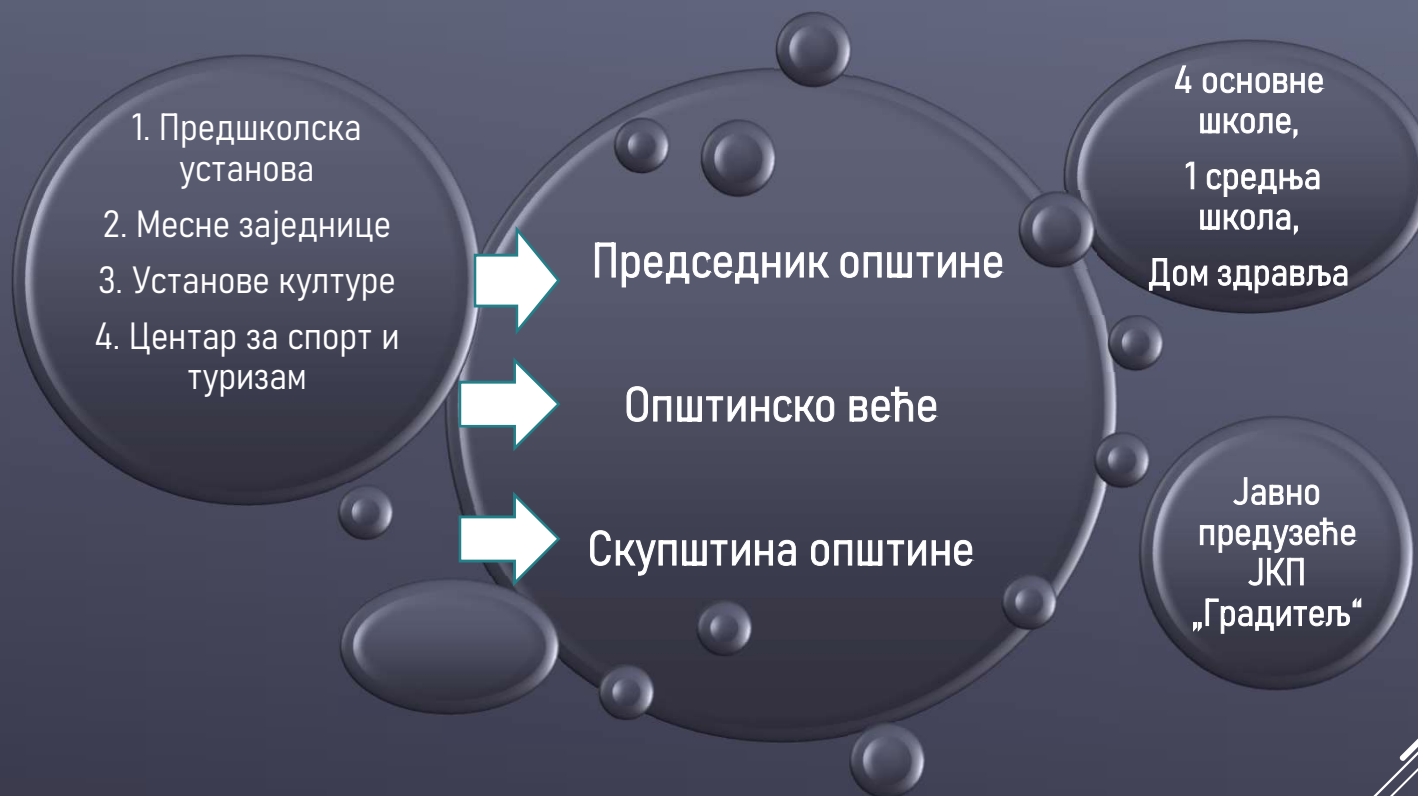 1. Предшколска
установа
2. Месне заједнице
3. Установе културе
4. Центар за спорт и
туризам
Председник општине
Општинско веће
Скупштина општине
4 основне
школе,
1 средња
школа,
Дом здравља
Јавно
предузеће
ЈКП
„Градитељ“